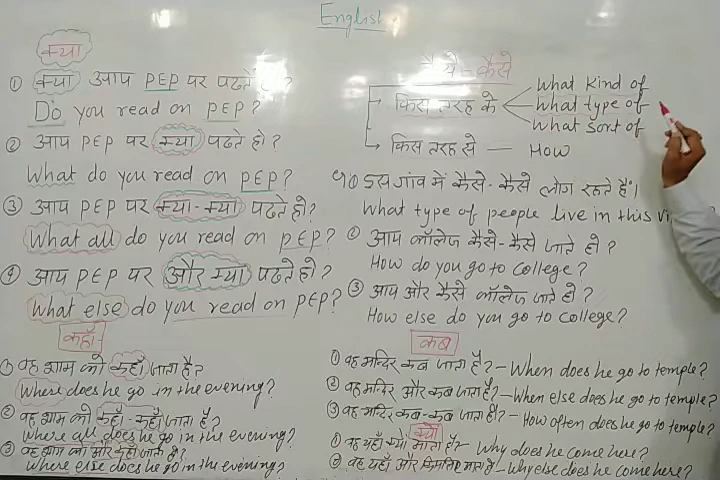 English
क्या
① क्या आप PEP पर पढ़ते ?
Do you read on PEP?
② आप PEP पर क्या पढ़ते हो?
What do you read on PEP?
③ आप PEP पर क्या-क्या पढ़ते हो?
What all do you read on PEP?
④ आप PEP पर और क्या पढ़ते हो?
What else do you read on PEP?
कहाँ
① वह शाम को कहाँ जाता है?
Where does he go in the evening?
② वह शाम को कहाँ-कहाँ जाता है?
Where all does he go in the evening?
③ वह शाम को और कहाँ जाता है?
Where else does he go in the evening?
कैसे
किस तरह के
What kind of
What type of
What sort of
किस तरह से — How
① इस गांव में कैसे-कैसे लोग रहते हैं।
What type of people live in this
② आप कॉलेज कैसे-कैसे जाते हो?
How do you go to College?
③ आप और कैसे कॉलेज जाते हो?
How else do you go to College?
कब
① वह मन्दिर कब जाता है? — When does he go to temple?
② वह मन्दिर और कब जाता है? — When else does he go to temple?
③ वह मन्दिर कब-कब जाता है? — How often does he go to temple?
क्यों
① वह यहाँ क्यों आता है? — Why does he come here?
② वह यहाँ और — Why else does he come here?